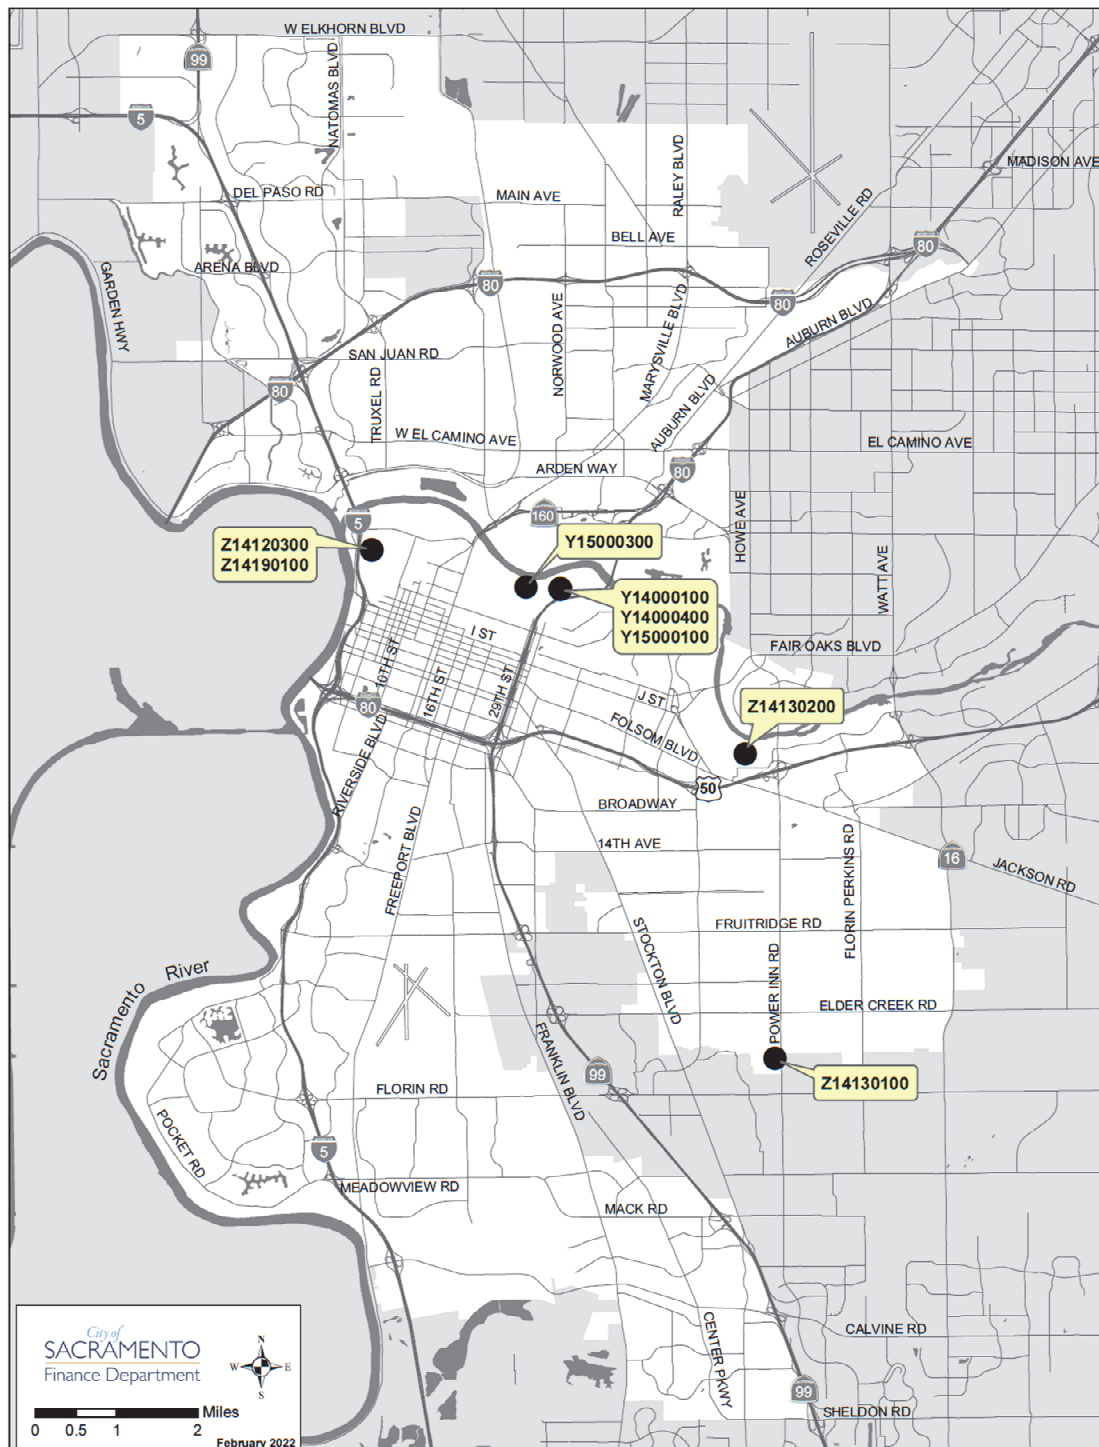 W ELKHORN BLVD
99
NATOMAS BLVD
5
RALEY BLVD
MADISON AVE
DEL PASO RD
MAIN AVE
ROSEVILLE RD
BELL AVE
80
ARENA BLVD
GARDEN HWY
80
80
NORWOOD AVE
MARYSVILLE BLVD
AUBURN BLVD
SAN JUAN RD
80
TRUXEL RD
AUBURN BLVD
W EL CAMINO AVE
EL CAMINO AVE
ARDEN WAY
80
HOWE AVE
5
160
Z14120300
Z14190100
Y15000300
WATT AVE
Y14000100
Y14000400
Y15000100
I ST
FAIR OAKS BLVD
10TH ST
16TH ST
29TH ST
J ST
80
Z14130200
FOLSOM BLVD
RIVERSIDE BLVD
50
BROADWAY
FREEPORT BLVD
14TH AVE
FLORIN PERKINS RD
16
JACKSON RD
FRUITRIDGE RD
STOCKTON BLVD
POWER INN RD
Sacramento River
ELDER CREEK RD
FRANKLIN BLVD
99
Z14130100
FLORIN RD
POCKET RD
5
MEADOWVIEW RD
MACK RD
CENTER PKWY
CALVINE RD
99
SHELDON RD
City of
SACRAMENTO
Finance Department
N
W E
S
0 0.5 1 2 Miles
February 2022